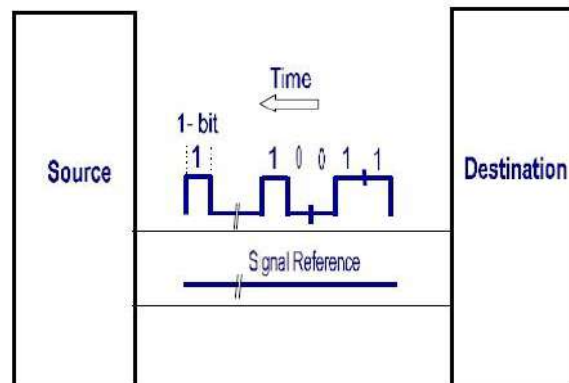 Time
1- bit
1 1 0 0 1 1
Source
Destination
Signal Reference